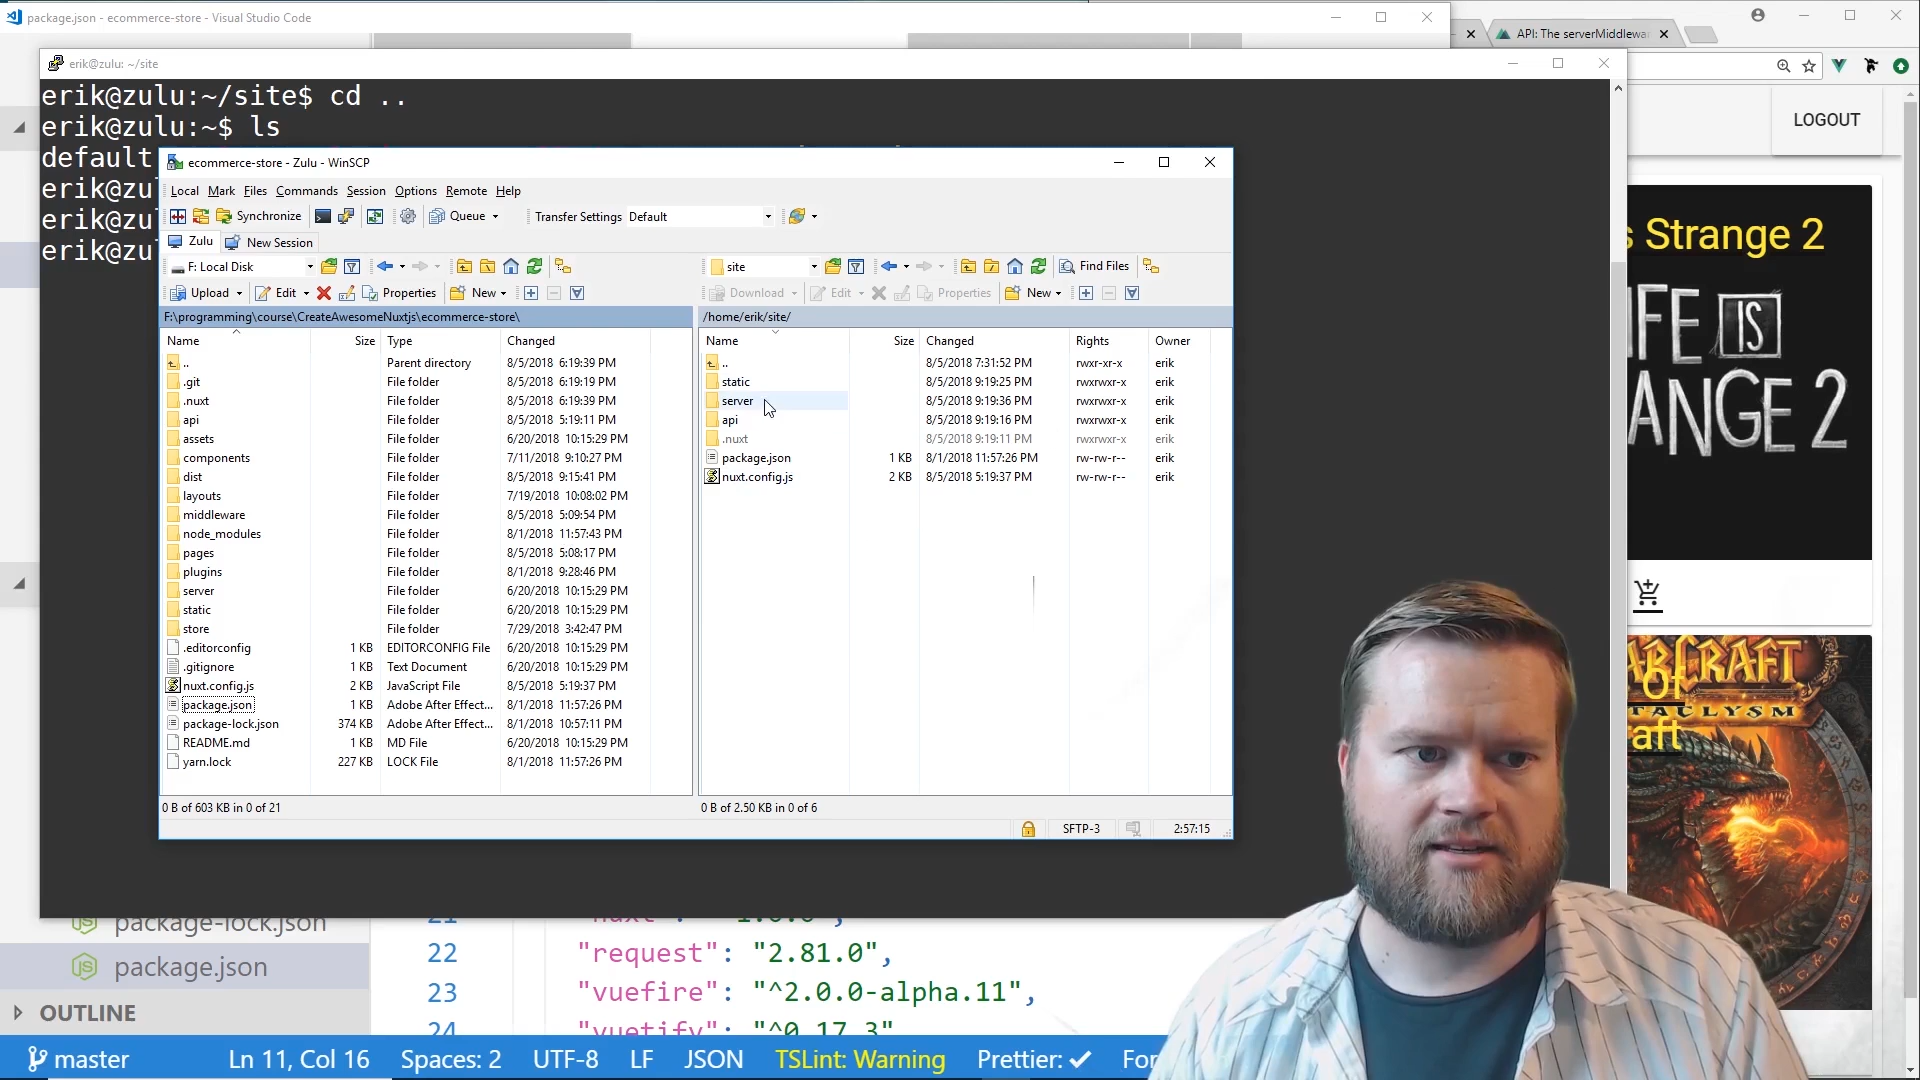 package.json - ecommerce-store - Visual Studio Code
API: The serverMiddlewar
erik@zulu: ~/site
erik@zulu:~/site$ cd ..
erik@zulu:~$ ls
default
erik@zu
erik@zu
erik@zu
LOGOUT
ecommerce-store - Zulu - WinSCP
Local Mark Files Commands Session Options Remote Help
Synchronize Queue Transfer Settings Default
Zulu New Session
F: Local Disk
Upload Edit Properties New
F:\programming\course\CreateAwesomeNuxtjs\ecommerce-store\
Name Size Type Changed
.. Parent directory 8/5/2018 6:19:39 PM
.git File folder 8/5/2018 6:19:19 PM
.nuxt File folder 8/5/2018 6:19:39 PM
api File folder 8/5/2018 5:19:11 PM
assets File folder 6/20/2018 10:15:29 PM
components File folder 7/11/2018 9:10:27 PM
dist File folder 8/5/2018 9:15:41 PM
layouts File folder 7/19/2018 10:08:02 PM
middleware File folder 8/5/2018 5:09:54 PM
node_modules File folder 8/1/2018 11:57:43 PM
pages File folder 8/5/2018 5:08:17 PM
plugins File folder 8/1/2018 9:28:46 PM
server File folder 6/20/2018 10:15:29 PM
static File folder 6/20/2018 10:15:29 PM
store File folder 7/29/2018 3:42:47 PM
.editorconfig 1 KB EDITORCONFIG File 6/20/2018 10:15:29 PM
.gitignore 1 KB Text Document 6/20/2018 10:15:29 PM
nuxt.config.js 2 KB JavaScript File 8/5/2018 5:19:37 PM
package.json 1 KB Adobe After Effect... 8/1/2018 11:57:26 PM
package-lock.json 374 KB Adobe After Effect... 8/1/2018 10:57:11 PM
README.md 1 KB MD File 6/20/2018 10:15:29 PM
yarn.lock 227 KB LOCK File 8/1/2018 11:57:26 PM
0 B of 603 KB in 0 of 21
site Find Files
Download Edit Properties New
/home/erik/site/
Name Size Changed Rights Owner
.. 8/5/2018 7:31:52 PM rwxr-xr-x erik
static 8/5/2018 9:19:25 PM rwxrwxr-x erik
server 8/5/2018 9:19:36 PM rwxrwxr-x erik
api 8/5/2018 9:19:16 PM rwxrwxr-x erik
.nuxt 8/5/2018 9:19:11 PM rwxrwxr-x erik
package.json 1 KB 8/1/2018 11:57:26 PM rw-rw-r-- erik
nuxt.config.js 2 KB 8/5/2018 5:19:37 PM rw-rw-r-- erik
0 B of 2.50 KB in 0 of 6
SFTP-3 2:57:15
s Strange 2
IFE IS
ANGE 2
ARCRAFT
Of
CATACLYSM
aft
package-lock.json
package.json
OUTLINE
22 "request": "2.81.0",
23 "vuefire": "^2.0.0-alpha.11",
24 "vuetify": "^0.17.3"
master Ln 11, Col 16 Spaces: 2 UTF-8 LF JSON TSLint: Warning Prettier: ✓ For